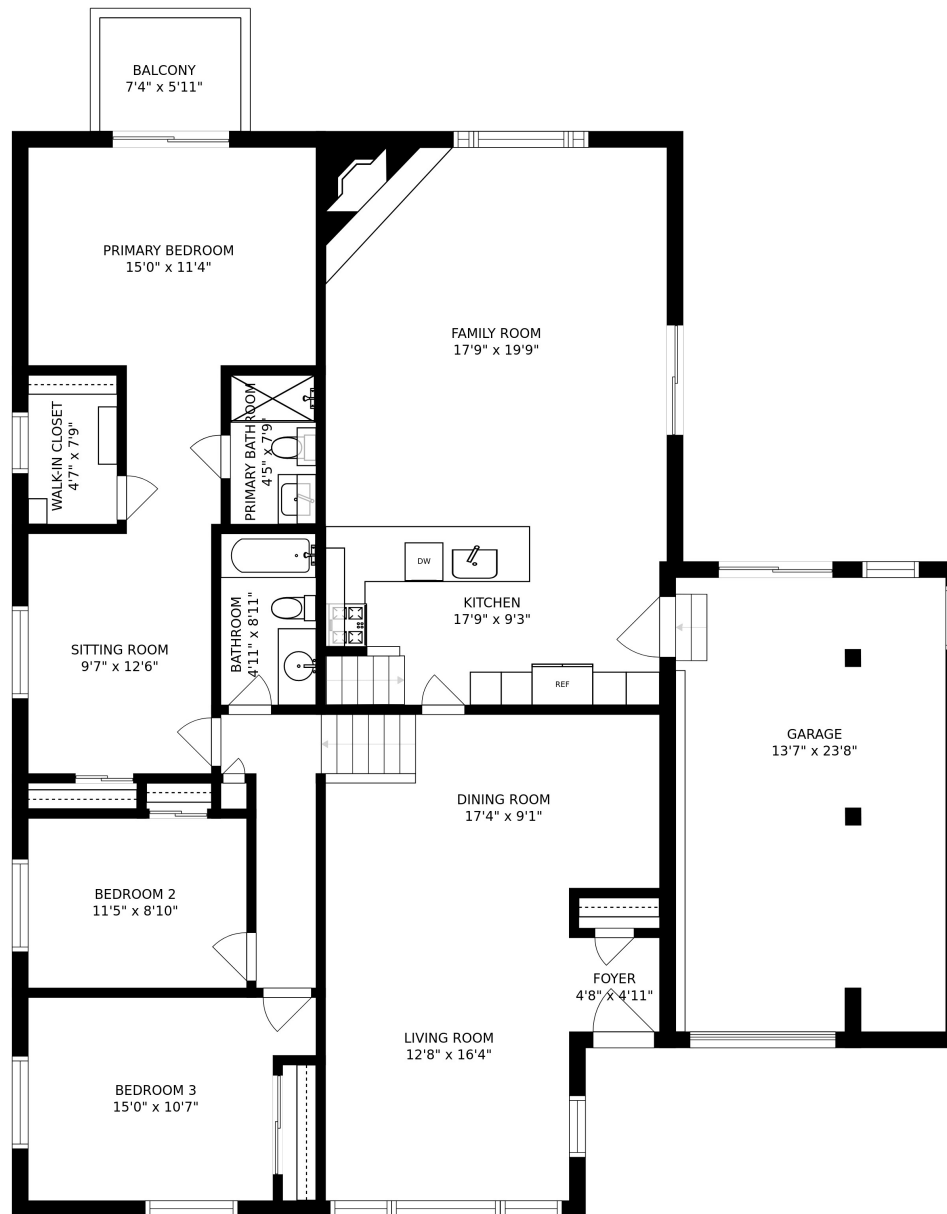 BALCONY
7'4" x 5'11"
PRIMARY BEDROOM
15'0" x 11'4"
FAMILY ROOM
17'9" x 19'9"
WALK-IN CLOSET
4'7" x 7'9"
PRIMARY BATHROOM
4'5" x 7'9"
DW
KITCHEN
17'9" x 9'3"
BATHROOM
4'11" x 8'11"
SITTING ROOM
9'7" x 12'6"
REF
GARAGE
13'7" x 23'8"
DINING ROOM
17'4" x 9'1"
BEDROOM 2
11'5" x 8'10"
FOYER
4'8" x 4'11"
LIVING ROOM
12'8" x 16'4"
BEDROOM 3
15'0" x 10'7"